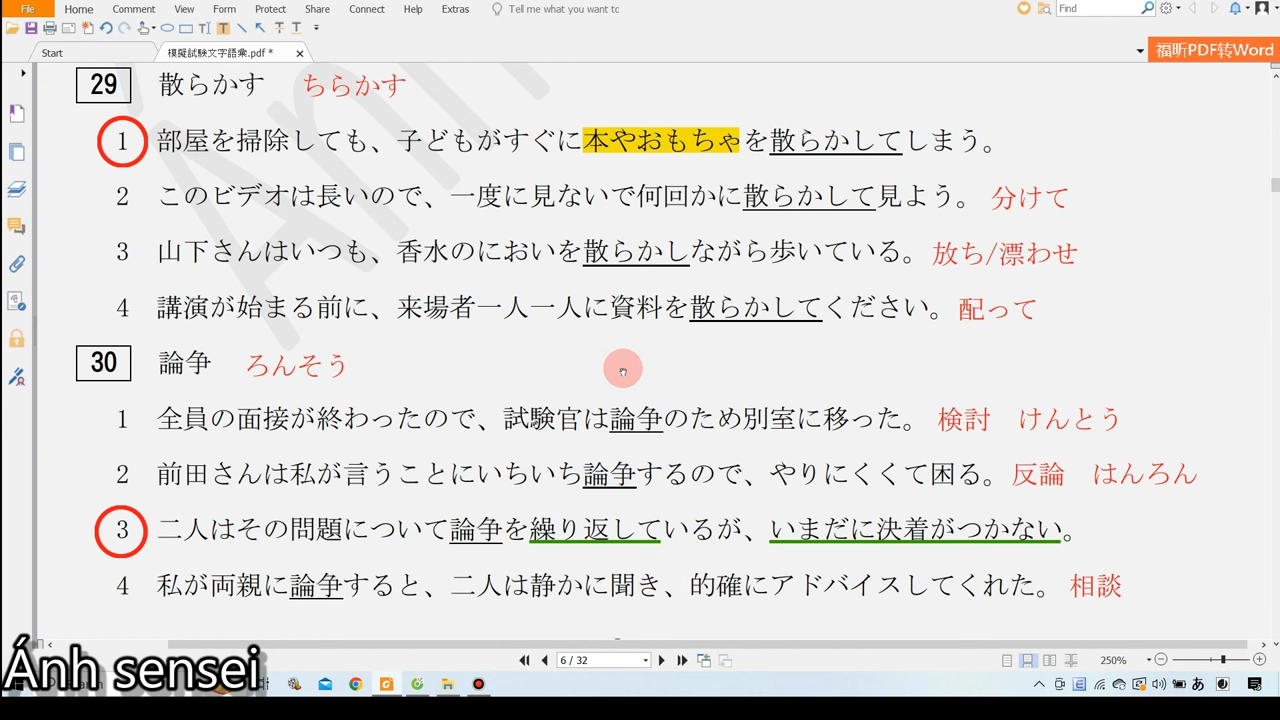 File Home Comment View Form Protect Share Connect Help Extras Tell me what you want to Find
Start 模擬試験文字語彙.pdf * 福昕PDF转Word
29 散らかす ちらかす
1 部屋を掃除しても、子どもがすぐに本やおもちゃを散らかしてしまう。
2 このビデオは長いので、一度に見ないで何回かに散らかして見よう。 分けて
3 山下さんはいつも、香水のにおいを散らかしながら歩いている。 放ち/漂わせ
4 講演が始まる前に、来場者一人一人に資料を散らかしてください。 配って
30 論争 ろんそう
1 全員の面接が終わったので、試験官は論争のため別室に移った。 検討 けんとう
2 前田さんは私が言うことにいちいち論争するので、やりにくくて困る。 反論 はんろん
3 二人はその問題について論争を繰り返しているが、いまだに決着がつかない。
4 私が両親に論争すると、二人は静かに聞き、的確にアドバイスしてくれた。 相談
6 / 32 250%
Ánh sensei